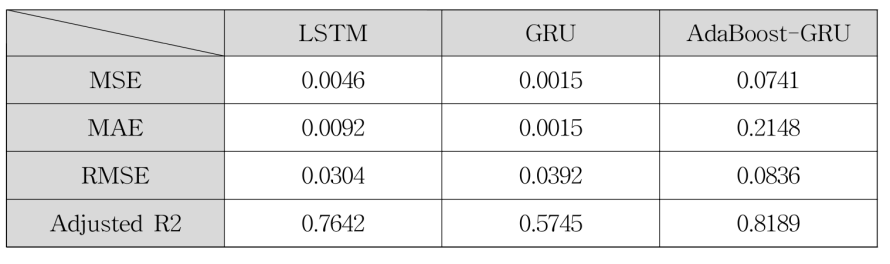 LSTM GRU AdaBoost-GRU
MSE 0.0046 0.0015 0.0741
MAE 0.0092 0.0015 0.2148
RMSE 0.0304 0.0392 0.0836
Adjusted R2 0.7642 0.5745 0.8189